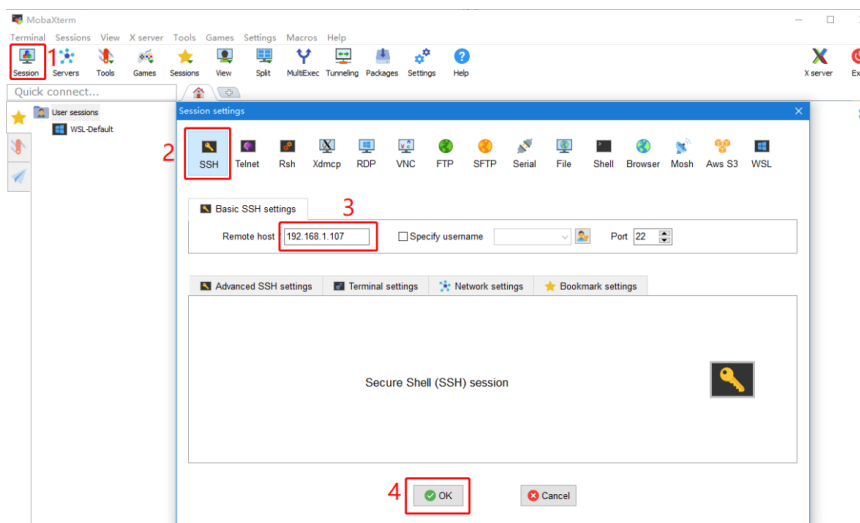 MobaXterm
Terminal Sessions View X server Tools Games Settings Macros Help
1
Session Servers Tools Games Sessions View Split MultiExec Tunneling Packages Settings Help X server
Quick connect...
User sessions
WSL-Default
Session settings
2
SSH Telnet Rsh Xdmcp RDP VNC FTP SFTP Serial File Shell Browser Mosh Aws S3 WSL
Basic SSH settings
3
Remote host 192.168.1.107 Specify username Port 22
Advanced SSH settings Terminal settings Network settings Bookmark settings
Secure Shell (SSH) session
4
OK Cancel